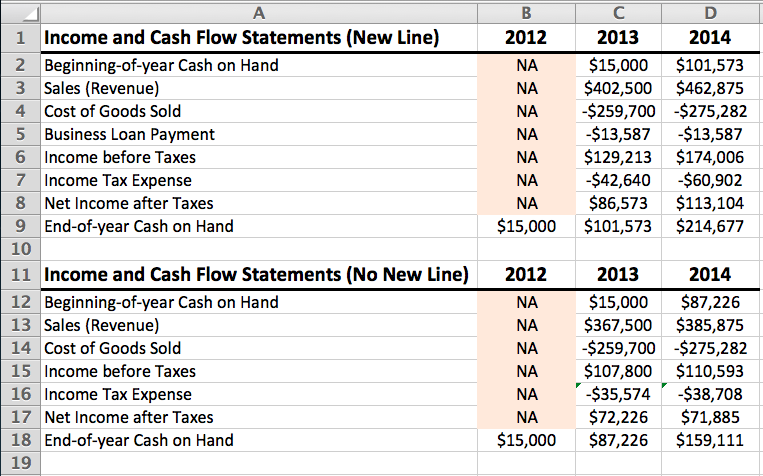 A B C D
1 Income and Cash Flow Statements (New Line) 2012 2013 2014
2 Beginning-of-year Cash on Hand NA $15,000 $101,573
3 Sales (Revenue) NA $402,500 $462,875
4 Cost of Goods Sold NA -$259,700 -$275,282
5 Business Loan Payment NA -$13,587 -$13,587
6 Income before Taxes NA $129,213 $174,006
7 Income Tax Expense NA -$42,640 -$60,902
8 Net Income after Taxes NA $86,573 $113,104
9 End-of-year Cash on Hand $15,000 $101,573 $214,677
10
11 Income and Cash Flow Statements (No New Line) 2012 2013 2014
12 Beginning-of-year Cash on Hand NA $15,000 $87,226
13 Sales (Revenue) NA $367,500 $385,875
14 Cost of Goods Sold NA -$259,700 -$275,282
15 Income before Taxes NA $107,800 $110,593
16 Income Tax Expense NA -$35,574 -$38,708
17 Net Income after Taxes NA $72,226 $71,885
18 End-of-year Cash on Hand $15,000 $87,226 $159,111
19